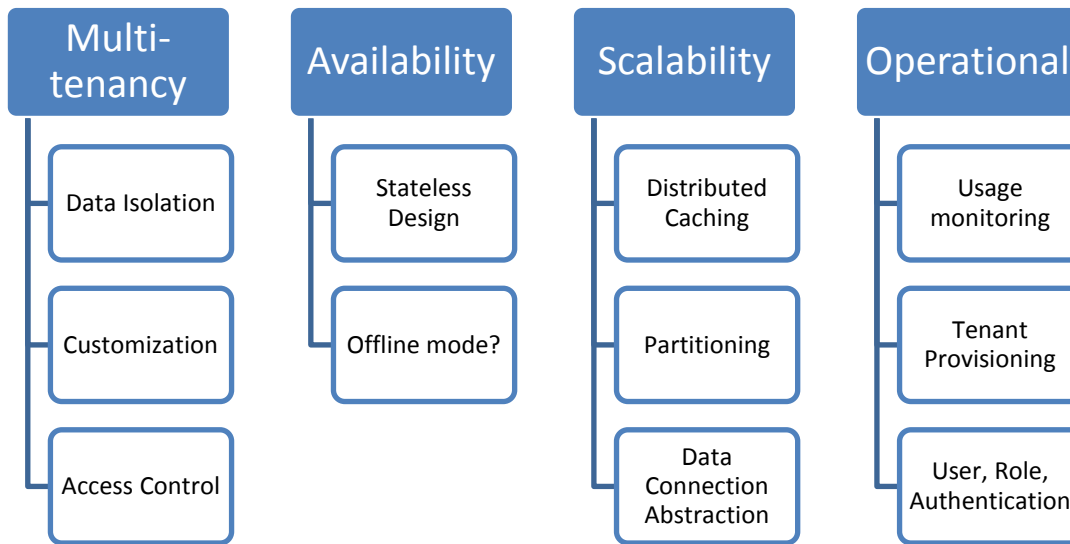 Multi-
tenancy
Data Isolation
Customization
Access Control
Availability
Stateless
Design
Offline mode?
Scalability
Distributed
Caching
Partitioning
Data
Connection
Abstraction
Operational
Usage
monitoring
Tenant
Provisioning
User, Role,
Authentication